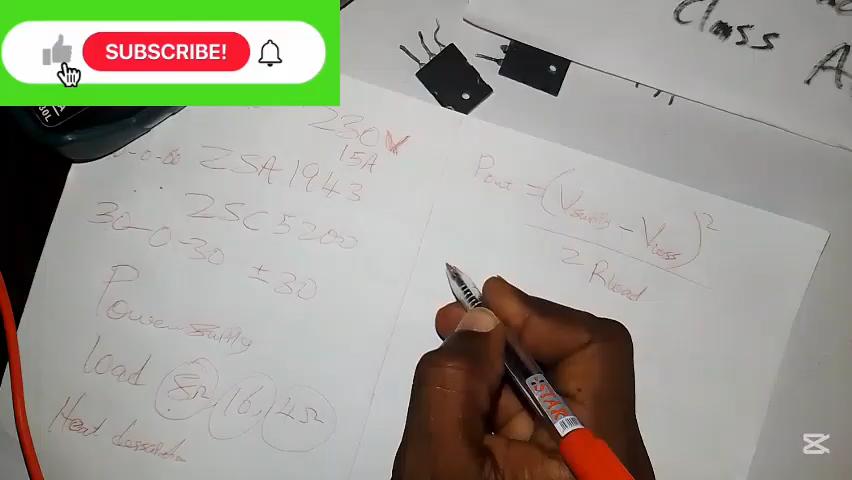 SUBSCRIBE!
Class A
230V
15A
2SA1943
2SC5200
30-0-30 ±30
Power supply
load 8Ω, 16, 4Ω
Heat
Pout = (Vsupply - Vloss)²
2 Rload
STAR